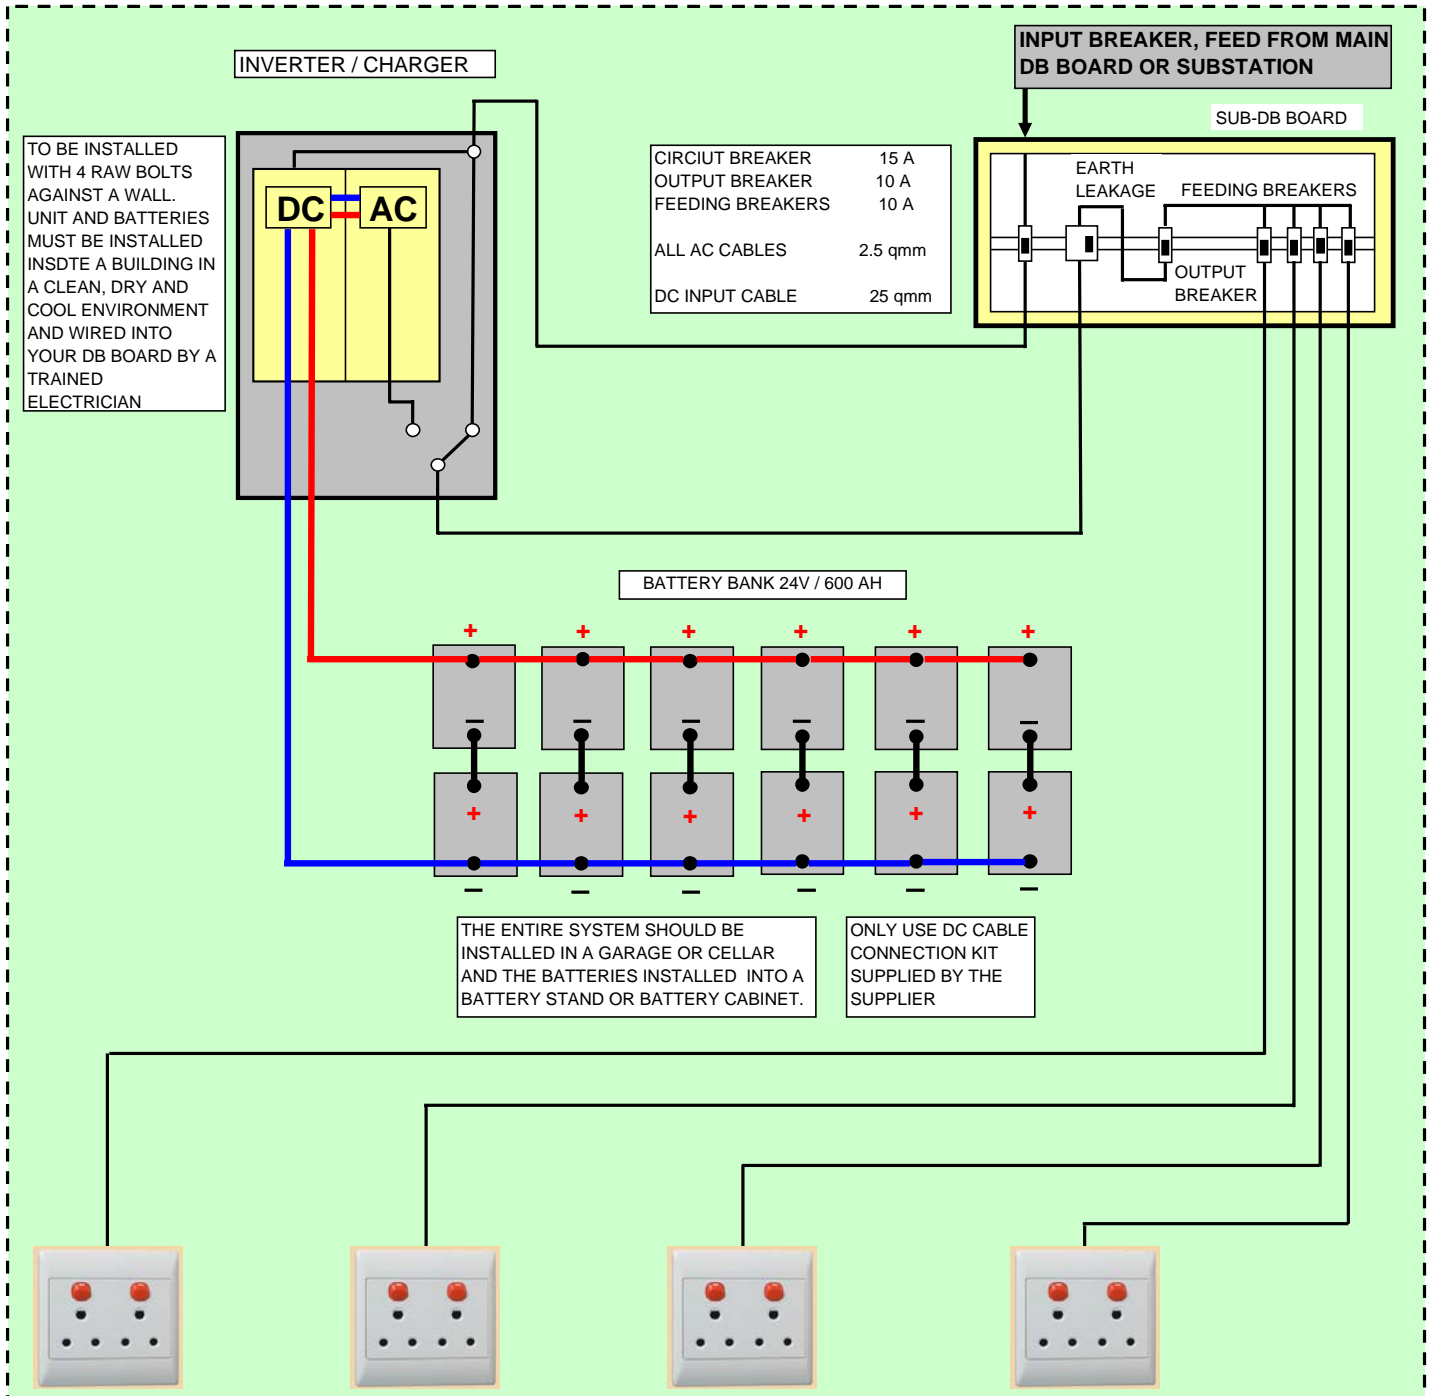 INPUT BREAKER, FEED FROM MAIN
DB BOARD OR SUBSTATION
INVERTER / CHARGER
SUB-DB BOARD
TO BE INSTALLED
WITH 4 RAW BOLTS
AGAINST A WALL.
UNIT AND BATTERIES
MUST BE INSTALLED
INSDTE A BUILDING IN
A CLEAN, DRY AND
COOL ENVIRONMENT
AND WIRED INTO
YOUR DB BOARD BY A
TRAINED
ELECTRICIAN
DC AC
CIRCIUT BREAKER 15 A
OUTPUT BREAKER 10 A
FEEDING BREAKERS 10 A
ALL AC CABLES 2.5 qmm
DC INPUT CABLE 25 qmm
EARTH
LEAKAGE
FEEDING BREAKERS
OUTPUT
BREAKER
BATTERY BANK 24V / 600 AH
+ + + + + +
– – – – – –
+ + + + + +
– – – – – –
THE ENTIRE SYSTEM SHOULD BE
INSTALLED IN A GARAGE OR CELLAR
AND THE BATTERIES INSTALLED INTO A
BATTERY STAND OR BATTERY CABINET.
ONLY USE DC CABLE
CONNECTION KIT
SUPPLIED BY THE
SUPPLIER